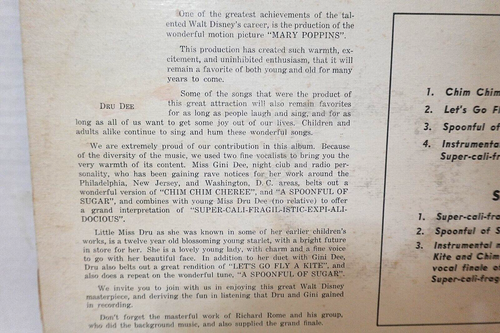 One of the greatest achievements of the tal-
ented Walt Disney's career, is the prduction of the
wonderful motion picture "MARY POPPINS".
This production has created such warmth, ex-
citement, and uninhibited enthusiasm, that it will
remain a favorite of both young and old for many
years to come.
Some of the songs that were the product of
this great attraction will also remain favorites
DRU DEE
for as long as people laugh and sing, and for as
long as all of us want to get some joy out of our lives. Children and
adults alike continue to sing and hum these wonderful songs.
We are extremely proud of our contribution in this album. Because
of the diversity of the music, we used two fine vocalists to bring you the
very warmth of its content. Miss Gini Dee, night club and radio per-
sonality, who has been gaining rave notices for her work around the
Philadelphia, New Jersey, and Washington, D. C. areas, belts out a
wonderful version of "CHIM CHIM CHEREE", and "A SPOONFUL OF
SUGAR", and combines with young Miss Dru Dee (no relative) to offer
a grand interpretation of "SUPER-CALI-FRAGIL-ISTIC-EXPI-ALI-
DOCIOUS".
Little Miss Dru as she was known in some of her earlier children's
works, is a twelve year old blossoming young starlet, with a bright future
in store for her. She is a lovely young lady, with charm and a fine voice
to go with her beautiful face. In addition to her duet with Gini Dee,
Dru also belts out a great rendition of "LET'S GO FLY A KITE", and
also does a repeat on the wonderful tune, "A SPOONFUL OF SUGAR".
We invite you to join with us in enjoying this great Walt Disney
masterpiece, and deriving the fun in listening that Dru and Gini gained
in recording.
Don't forget the masterful work of Richard Rome and his group,
who did the background music, and also supplied the grand finale.
1. Chim Chim
2. Let's Go F
3. Spoonful of
4. Instrumenta
Super-cali-fra
S
1. Super-cali-fr
2. Spoonful of S
3. Instrumental m
Kite and Chim
vocal finale o
Super-cali-frag